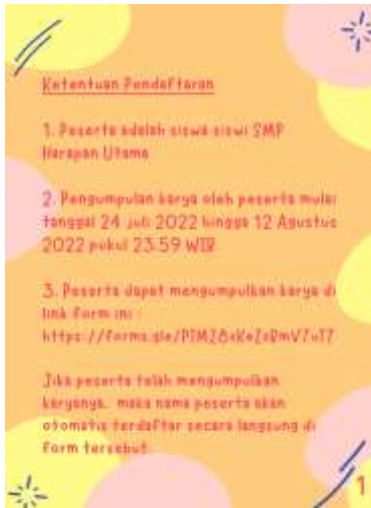 Ketentuan Pendaftaran
1. Peserta adalah siswa siswi SMP
Harapan Utama
2. Pengumpulan karya oleh peserta mulai
tanggal 24 juli 2022 hingga 12 Agustus
2022 pukul 23.59 WIB
3. Peserta dapat mengumpulkan karya di
link form ini :
Jika peserta telah mengumpulkan
karyanya, maka nama peserta akan
otomatis terdaftar secara langsung di
form tersebut.
1